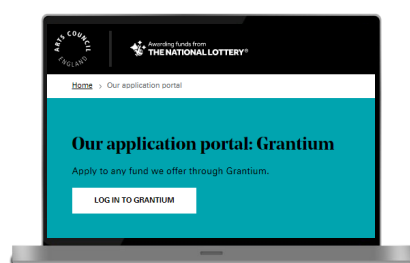 ARTS COUNCIL
ENGLAND
Awarding funds from
THE NATIONAL LOTTERY®
Home > Our application portal
Our application portal: Grantium
Apply to any fund we offer through Grantium.
LOG IN TO GRANTIUM